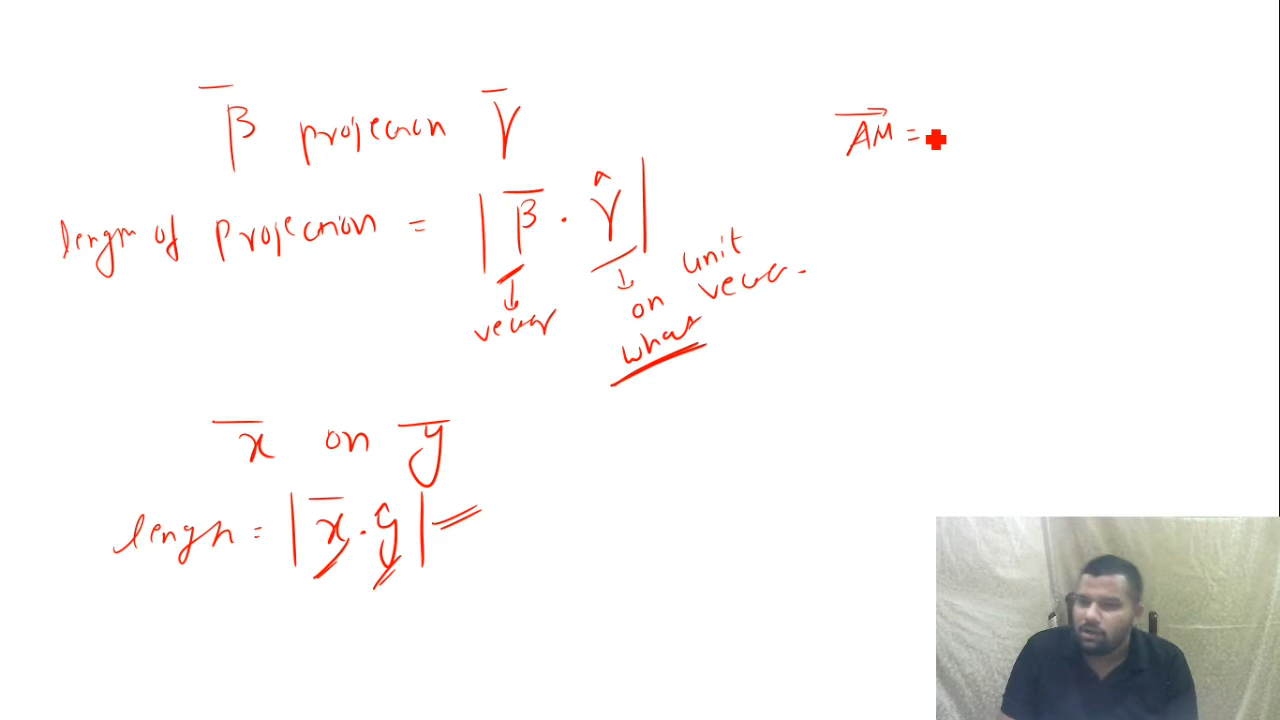 β̅ projection γ̅
length of projection = | β̅ · γ̂ |
↓ vector
↓ on what
unit vector.
x̅ on y̅
length = | x̅ · ŷ |
AM⃗ =